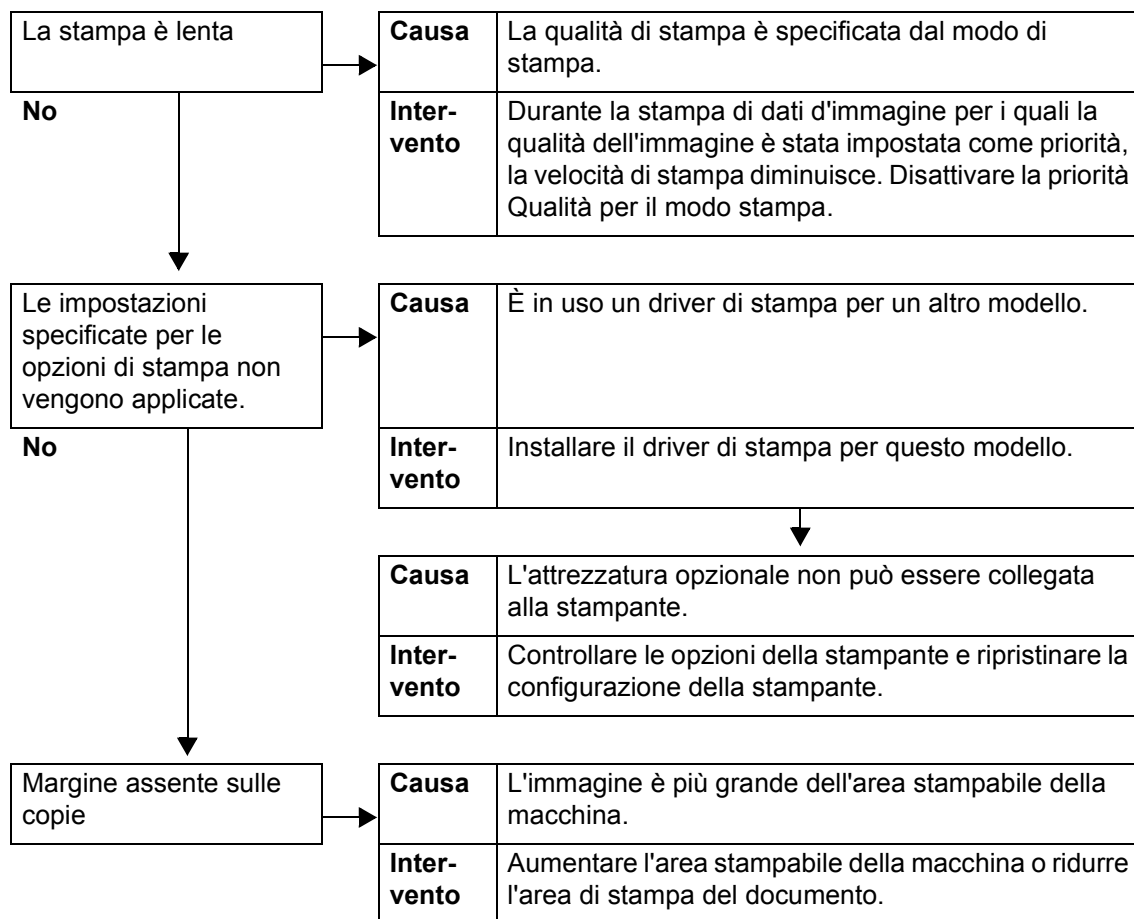 La stampa è lenta
Causa
La qualità di stampa è specificata dal modo di
stampa.
No
Inter-
vento
Durante la stampa di dati d'immagine per i quali la
qualità dell'immagine è stata impostata come priorità,
la velocità di stampa diminuisce. Disattivare la priorità
Qualità per il modo stampa.
Le impostazioni
specificate per le
opzioni di stampa non
vengono applicate.
Causa
È in uso un driver di stampa per un altro modello.
No
Inter-
vento
Installare il driver di stampa per questo modello.
Causa
L'attrezzatura opzionale non può essere collegata
alla stampante.
Inter-
vento
Controllare le opzioni della stampante e ripristinare la
configurazione della stampante.
Margine assente sulle
copie
Causa
L'immagine è più grande dell'area stampabile della
macchina.
Inter-
vento
Aumentare l'area stampabile della macchina o ridurre
l'area di stampa del documento.